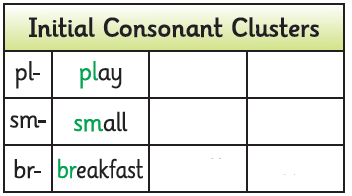 Initial Consonant Clusters
pl- play
sm- small
br- breakfast